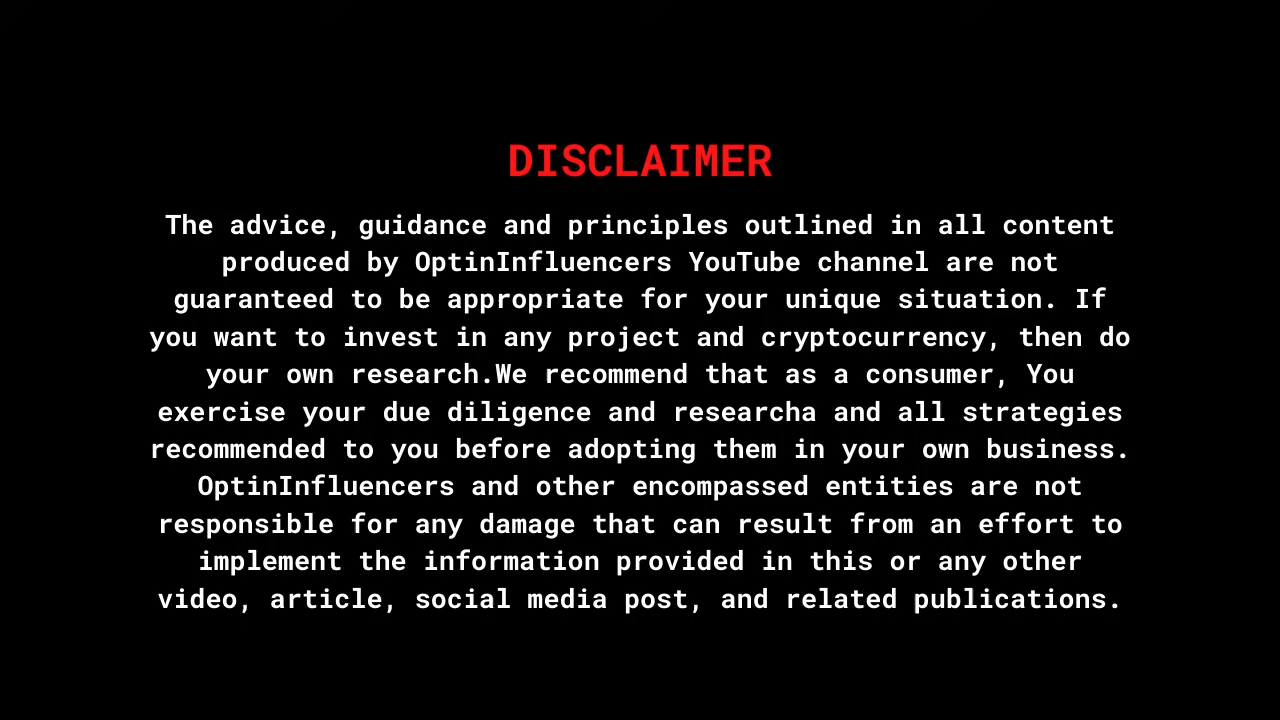 DISCLAIMER
The advice, guidance and principles outlined in all content
produced by OptinInfluencers YouTube channel are not
guaranteed to be appropriate for your unique situation. If
you want to invest in any project and cryptocurrency, then do
your own research.We recommend that as a consumer, You
exercise your due diligence and researcha and all strategies
recommended to you before adopting them in your own business.
OptinInfluencers and other encompassed entities are not
responsible for any damage that can result from an effort to
implement the information provided in this or any other
video, article, social media post, and related publications.